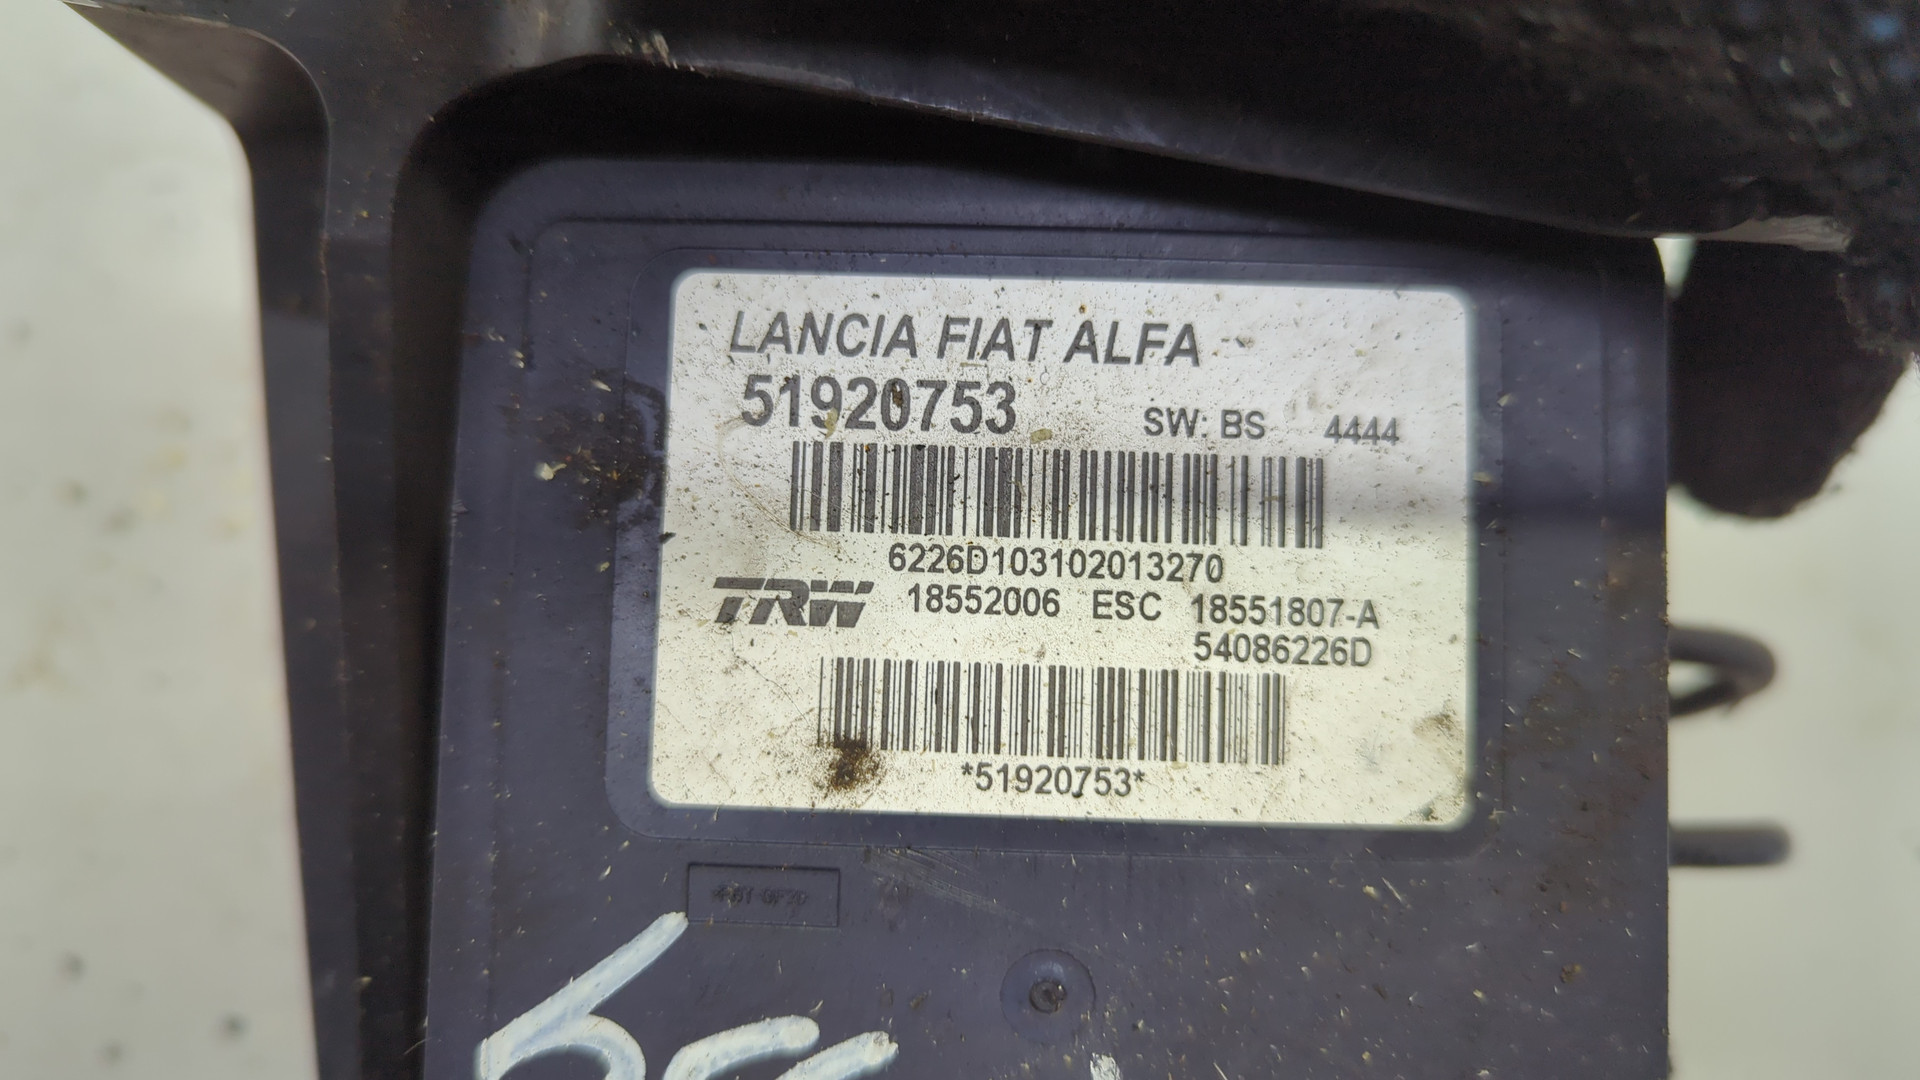 LANCIA FIAT ALFA
51920753 SW: BS 4444
6226D103102013270
TRW 18552006 ESC 18551807-A
54086226D
*51920753*